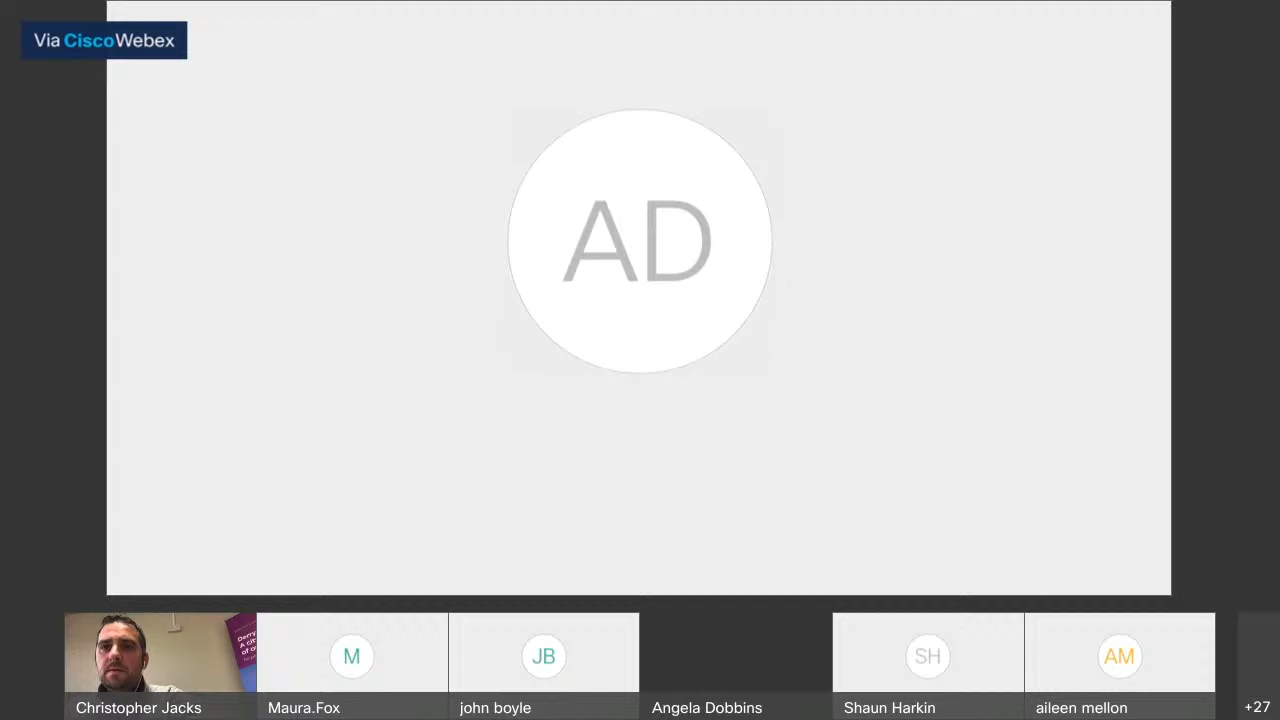 Via CiscoWebex
AD
Derry
M
JB
SH
AM
Christopher Jacks
Maura.Fox
john boyle
Angela Dobbins
Shaun Harkin
aileen mellon
+27